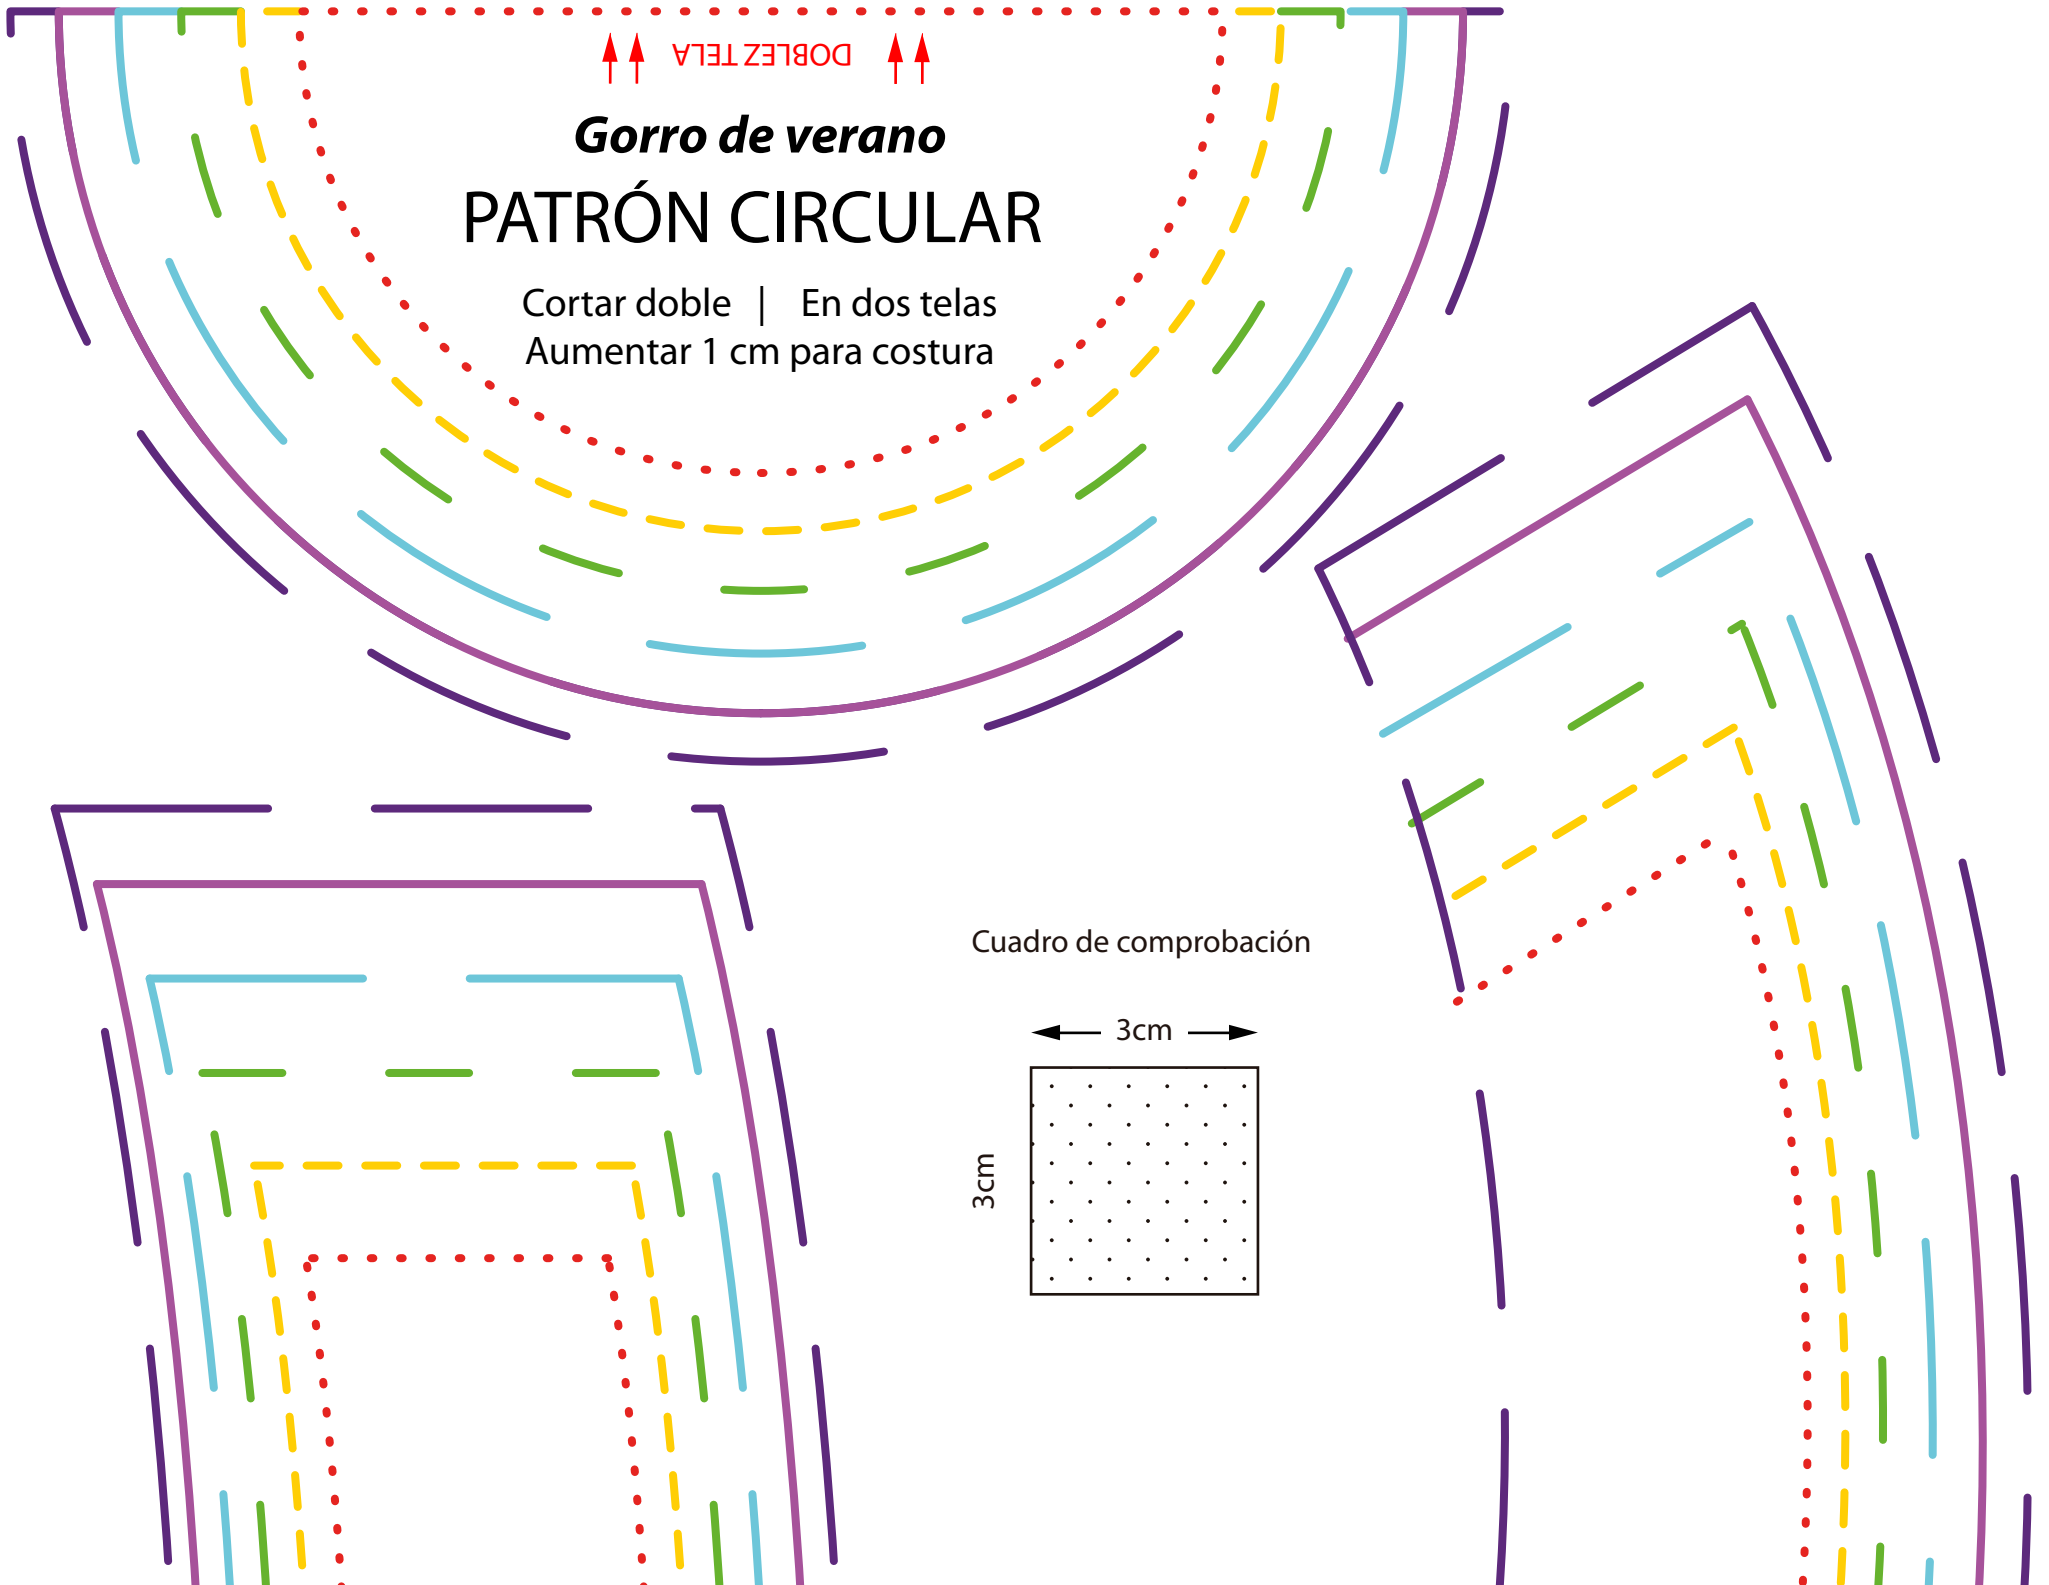 DOBLEZ TELA
Gorro de verano
PATRÓN CIRCULAR
Cortar doble | En dos telas
Aumentar 1 cm para costura
Cuadro de comprobación
3cm
3cm